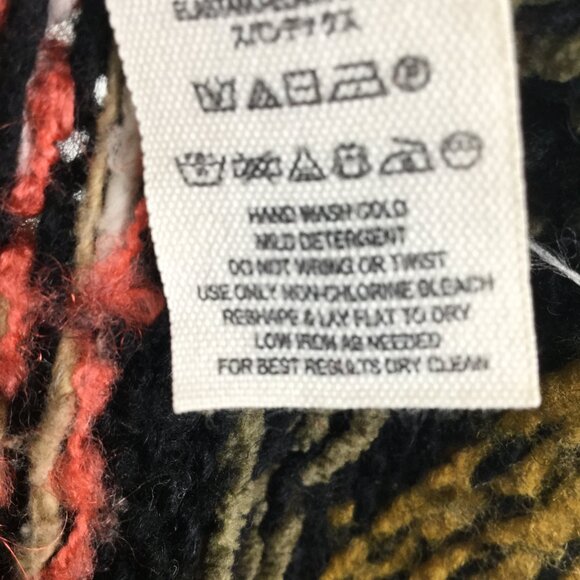 スパンデックス
HAND WASH COLD
MILD DETERGENT
DO NOT WRING OR TWIST
USE ONLY NON-CHLORINE BLEACH
RESHAPE & LAY FLAT TO DRY
LOW IRON AS NEEDED
FOR BEST RESULTS DRY CLEAN